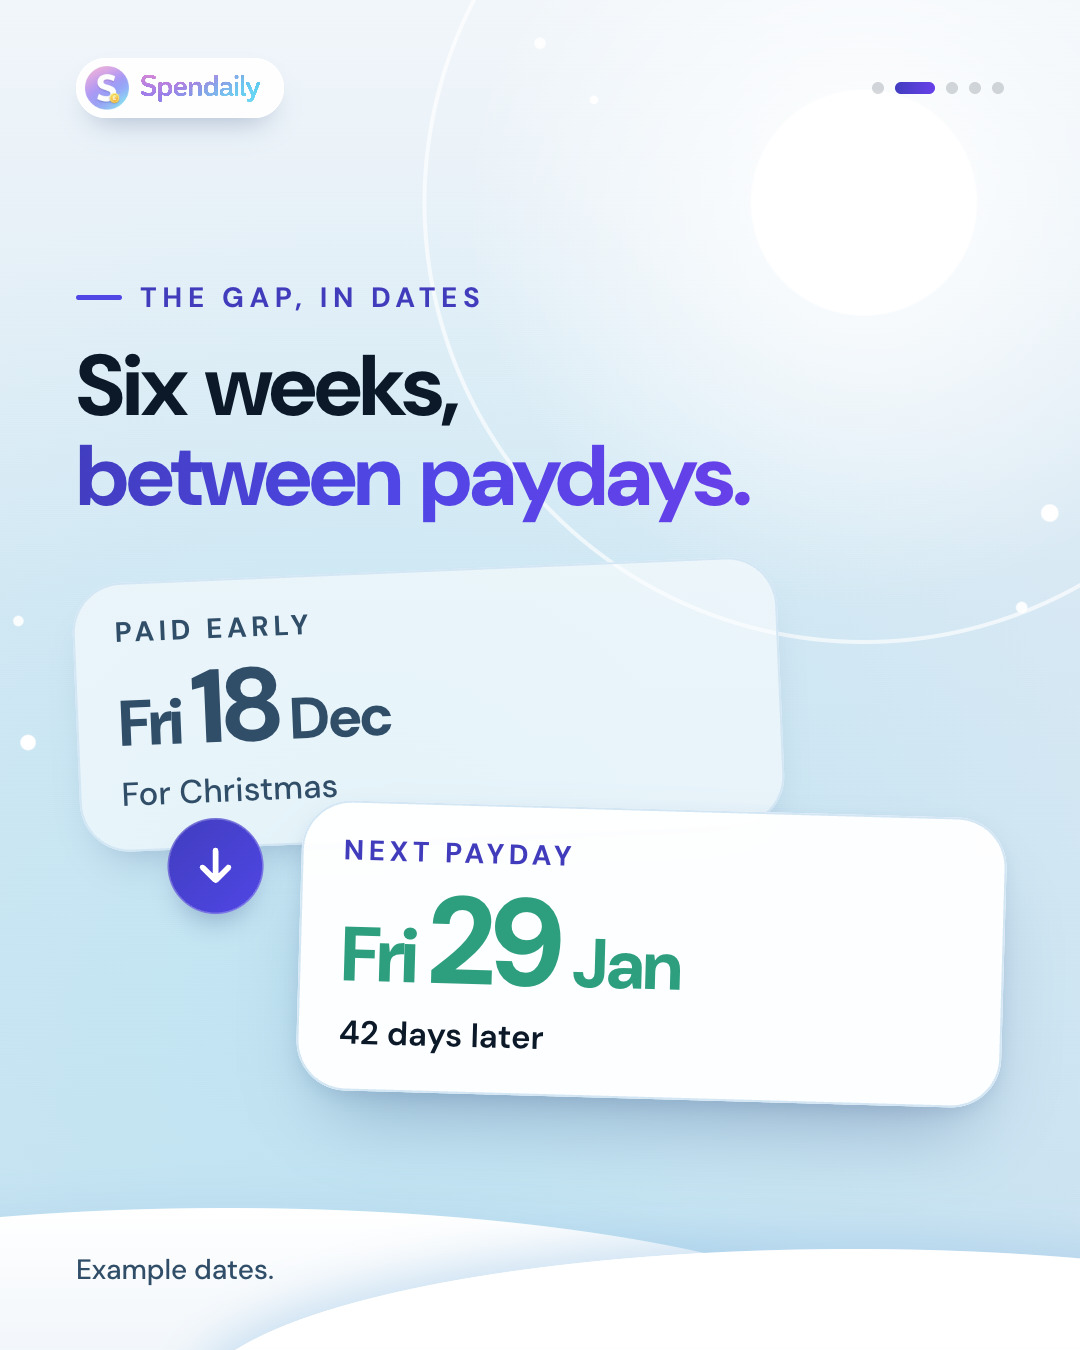 Spendaily
THE GAP, IN DATES
Six weeks,
between paydays.
PAID EARLY
Fri 18 Dec
For Christmas
NEXT PAYDAY
Fri 29 Jan
42 days later
Example dates.